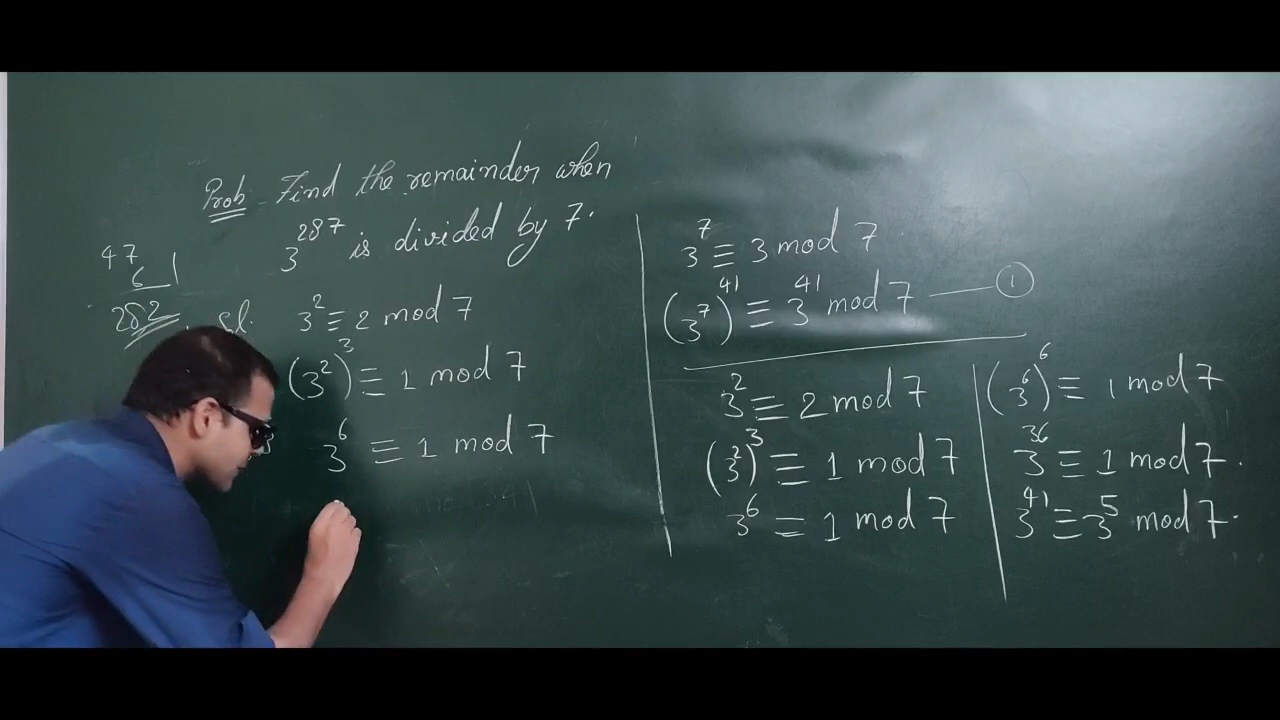 Prob Find the remainder when
3^287 is divided by 7.
47
6
282
Sol. 3^2 ≡ 2 mod 7
(3^2)^3 ≡ 1 mod 7
3^6 ≡ 1 mod 7
3^7 ≡ 3 mod 7.
(3^7)^41 ≡ 3^41 mod 7 — ①
3^2 ≡ 2 mod 7
(3^2)^3 ≡ 1 mod 7
3^6 = 1 mod 7
(3^6)^6 ≡ 1 mod 7
3^36 ≡ 1 mod 7.
3^41 ≡ 3^5 mod 7.